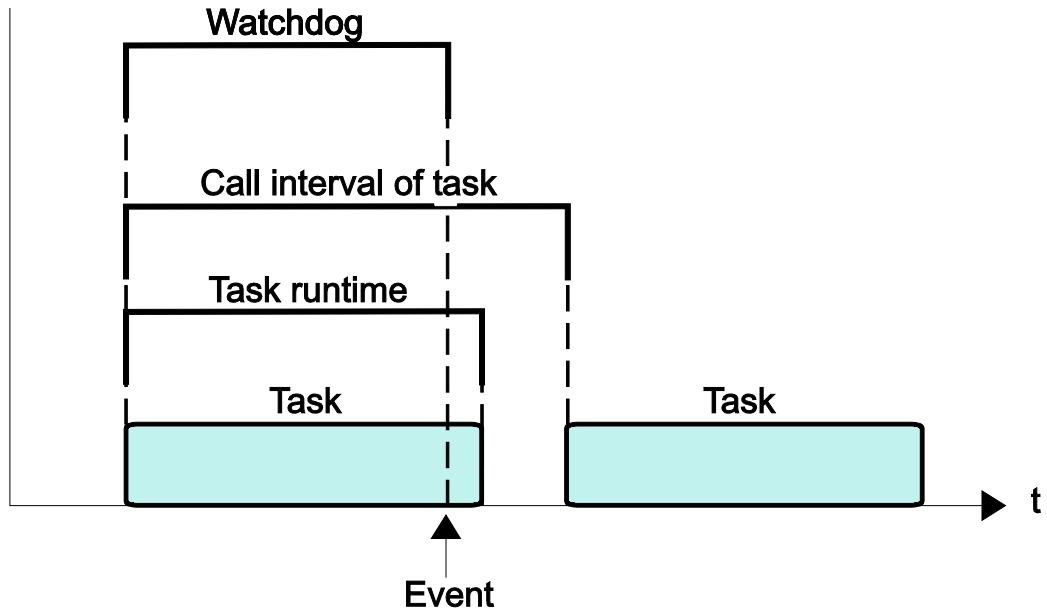 Watchdog
Call interval of task
Task runtime
Task
Task
t
Event